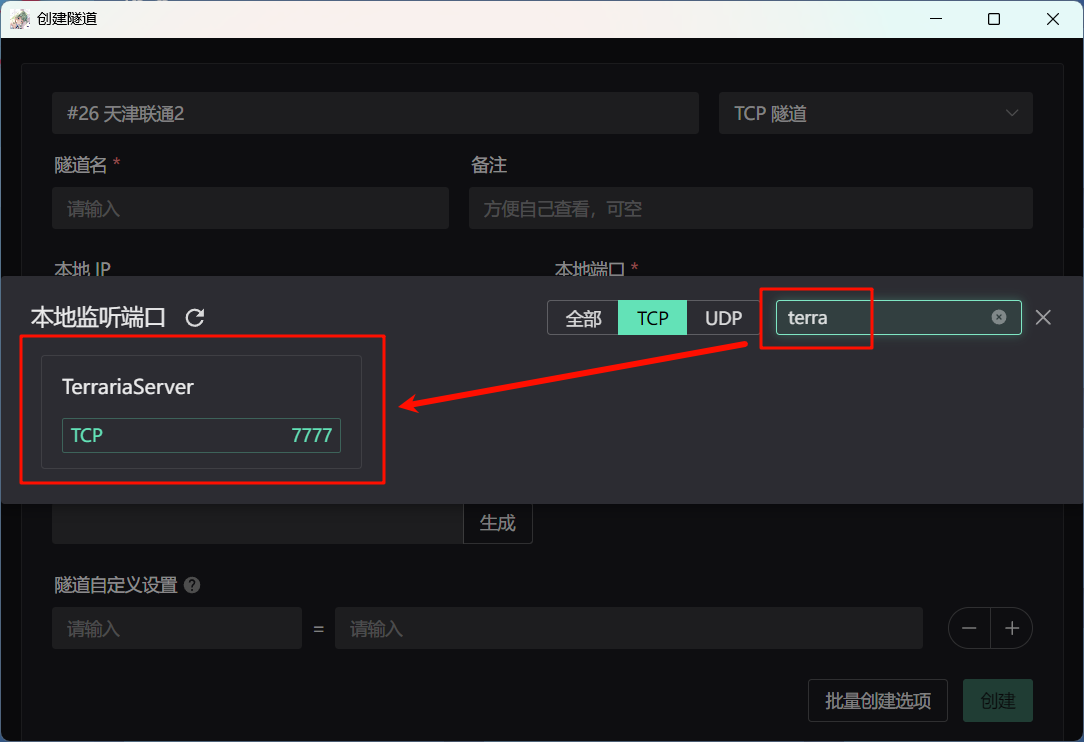 创建隧道
#26 天津联通2
TCP 隧道
隧道名 *
备注
请输入
方便自己查看，可空
本地 IP
本地端口 *
本地监听端口
全部
TCP
UDP
terra
TerrariaServer
TCP
7777
生成
隧道自定义设置
请输入
=
请输入
批量创建选项
创建